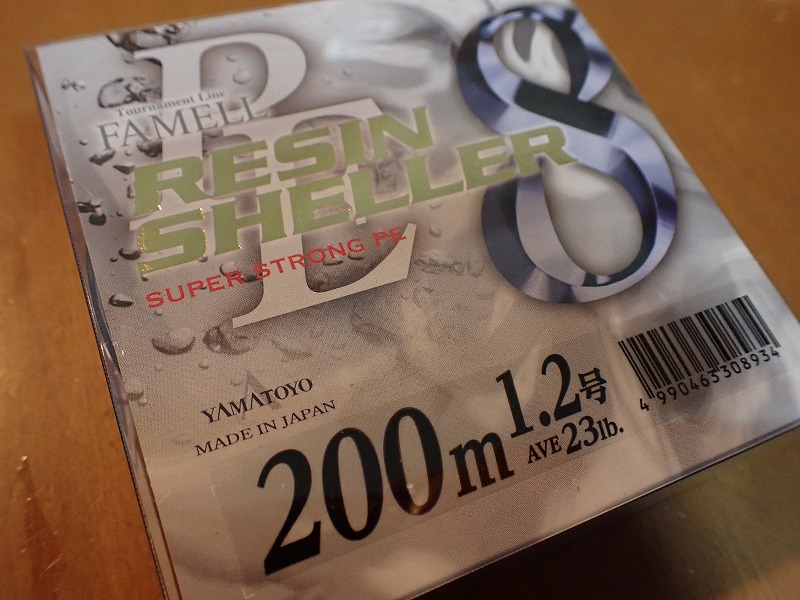 PE
8
Tournament Line
FAMELL
RESIN
SHELLER
SUPER STRONG PE
YAMATOYO
MADE IN JAPAN
200m 1.2号
AVE 23lb.
4 990463 308934